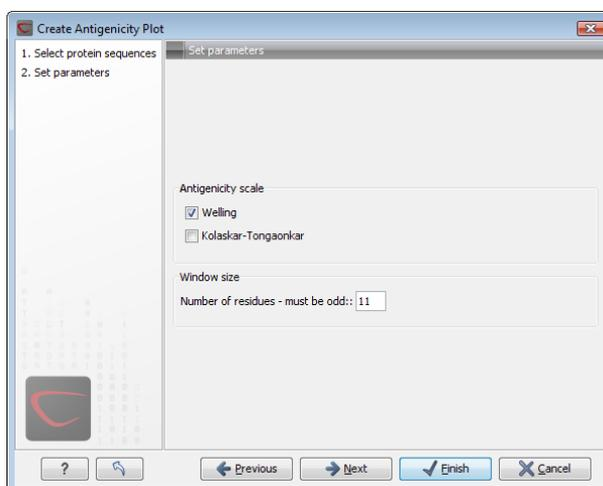 Create Antigenicity Plot
1. Select protein sequences
2. Set parameters
Set parameters
Antigenicity scale
Welling
Kolaskar-Tongaonkar
Window size
Number of residues - must be odd:: 11
? Previous Next Finish Cancel